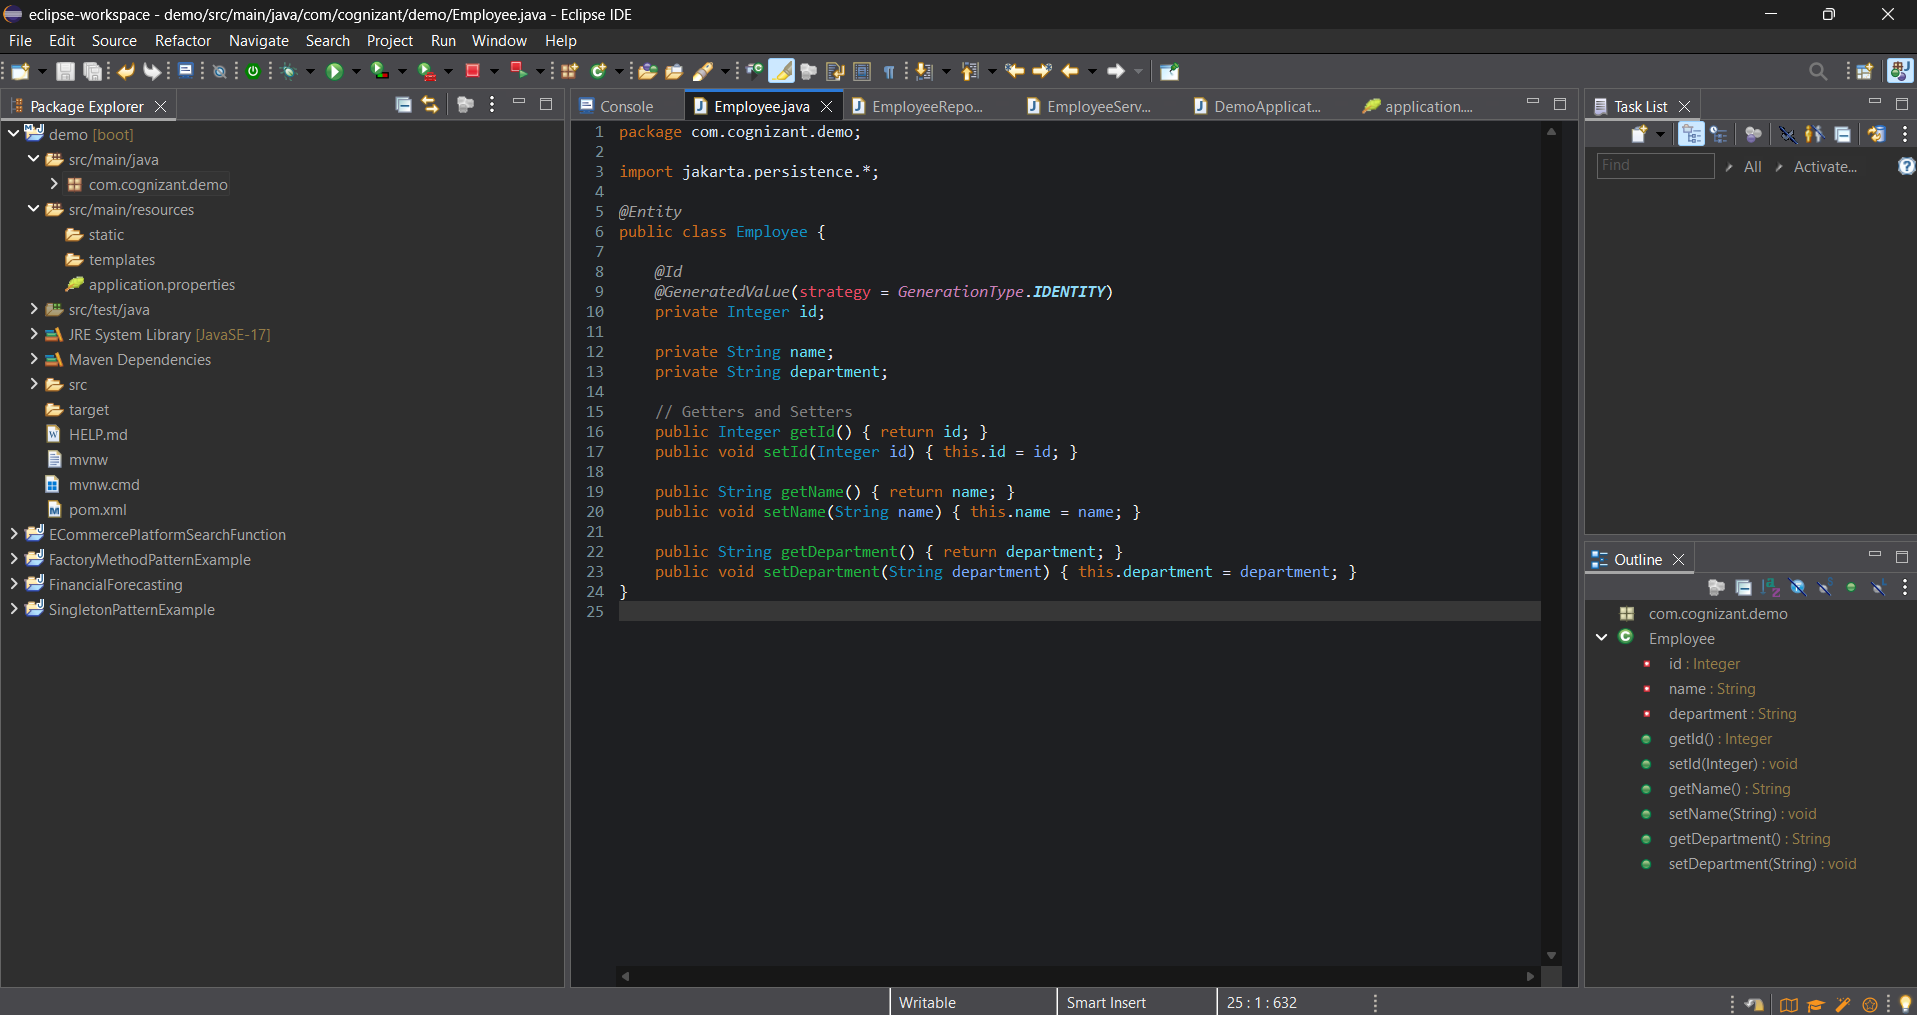 eclipse-workspace - demo/src/main/java/com/cognizant/demo/Employee.java - Eclipse IDE
File Edit Source Refactor Navigate Search Project Run Window Help
Package Explorer
demo [boot]
src/main/java
com.cognizant.demo
src/main/resources
static
templates
application.properties
src/test/java
JRE System Library [JavaSE-17]
Maven Dependencies
src
target
HELP.md
mvnw
mvnw.cmd
pom.xml
ECommercePlatformSearchFunction
FactoryMethodPatternExample
FinancialForecasting
SingletonPatternExample
Console Employee.java EmployeeRepo... EmployeeServ... DemoApplicat... application....
1 package com.cognizant.demo;
2
3 import jakarta.persistence.*;
4
5 @Entity
6 public class Employee {
7
8 @Id
9 @GeneratedValue(strategy = GenerationType.IDENTITY)
10 private Integer id;
11
12 private String name;
13 private String department;
14
15 // Getters and Setters
16 public Integer getId() { return id; }
17 public void setId(Integer id) { this.id = id; }
18
19 public String getName() { return name; }
20 public void setName(String name) { this.name = name; }
21
22 public String getDepartment() { return department; }
23 public void setDepartment(String department) { this.department = department; }
24 }
25
Task List
Find All Activate...
Outline
com.cognizant.demo
Employee
id : Integer
name : String
department : String
getId() : Integer
setId(Integer) : void
getName() : String
setName(String) : void
getDepartment() : String
setDepartment(String) : void
Writable Smart Insert 25 : 1 : 632